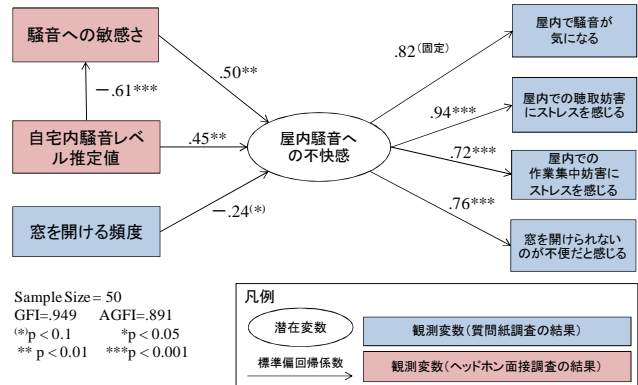 騒音への敏感さ
－.61***
自宅内騒音レベ
ル推定値
窓を開ける頻度
.50**
.45**
－.24(*)
屋内騒音へ
の不快感
.82(固定)
.94***
.72***
.76***
屋内で騒音が
気になる
屋内での聴取妨害
にストレスを感じる
屋内での
作業集中妨害に
ストレスを感じる
窓を開けられない
のが不便だと感じる
Sample Size = 50
GFI=.949 AGFI=.891
(*)p < 0.1 *p < 0.05
** p < 0.01 ***p < 0.001
凡例
潜在変数
標準偏回帰係数
観測変数(質問紙調査の結果)
観測変数(ヘッドホン面接調査の結果)